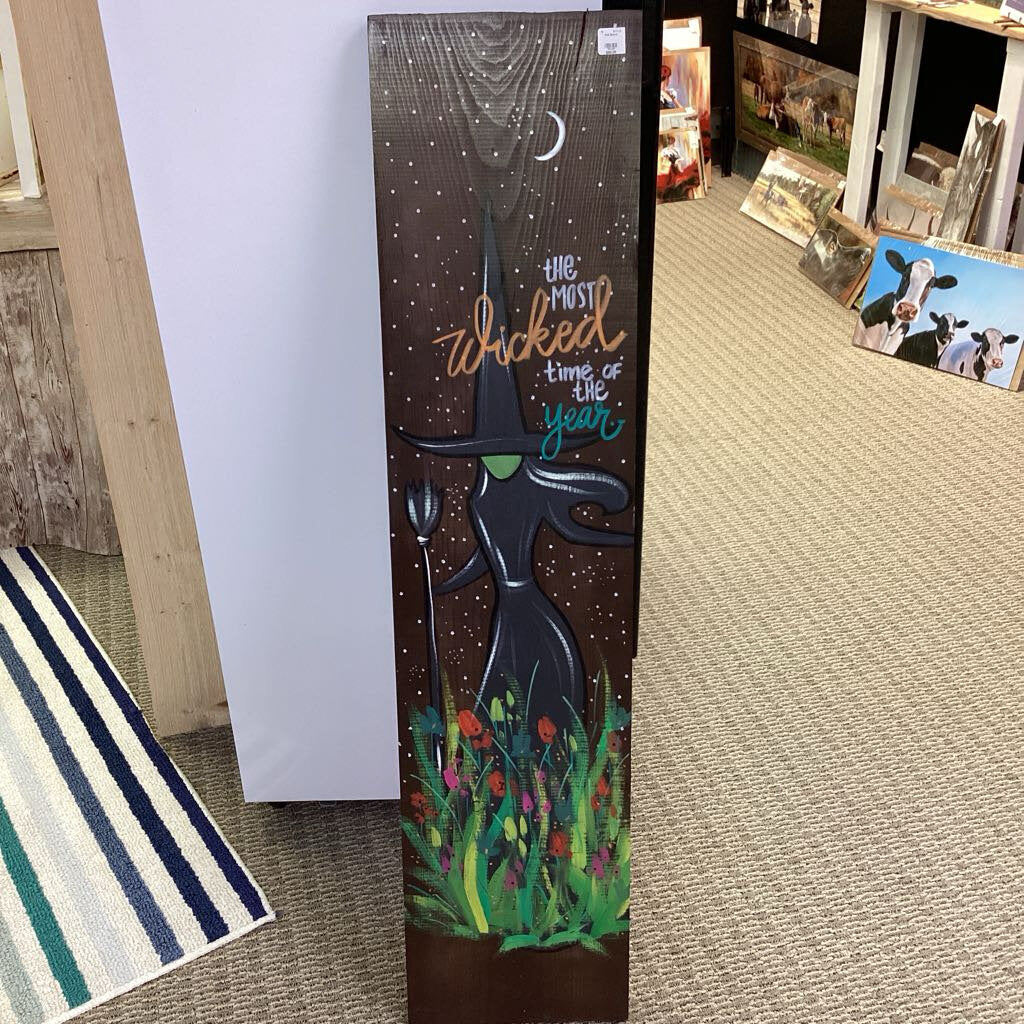 the
MOST
Wicked
time of
the
year